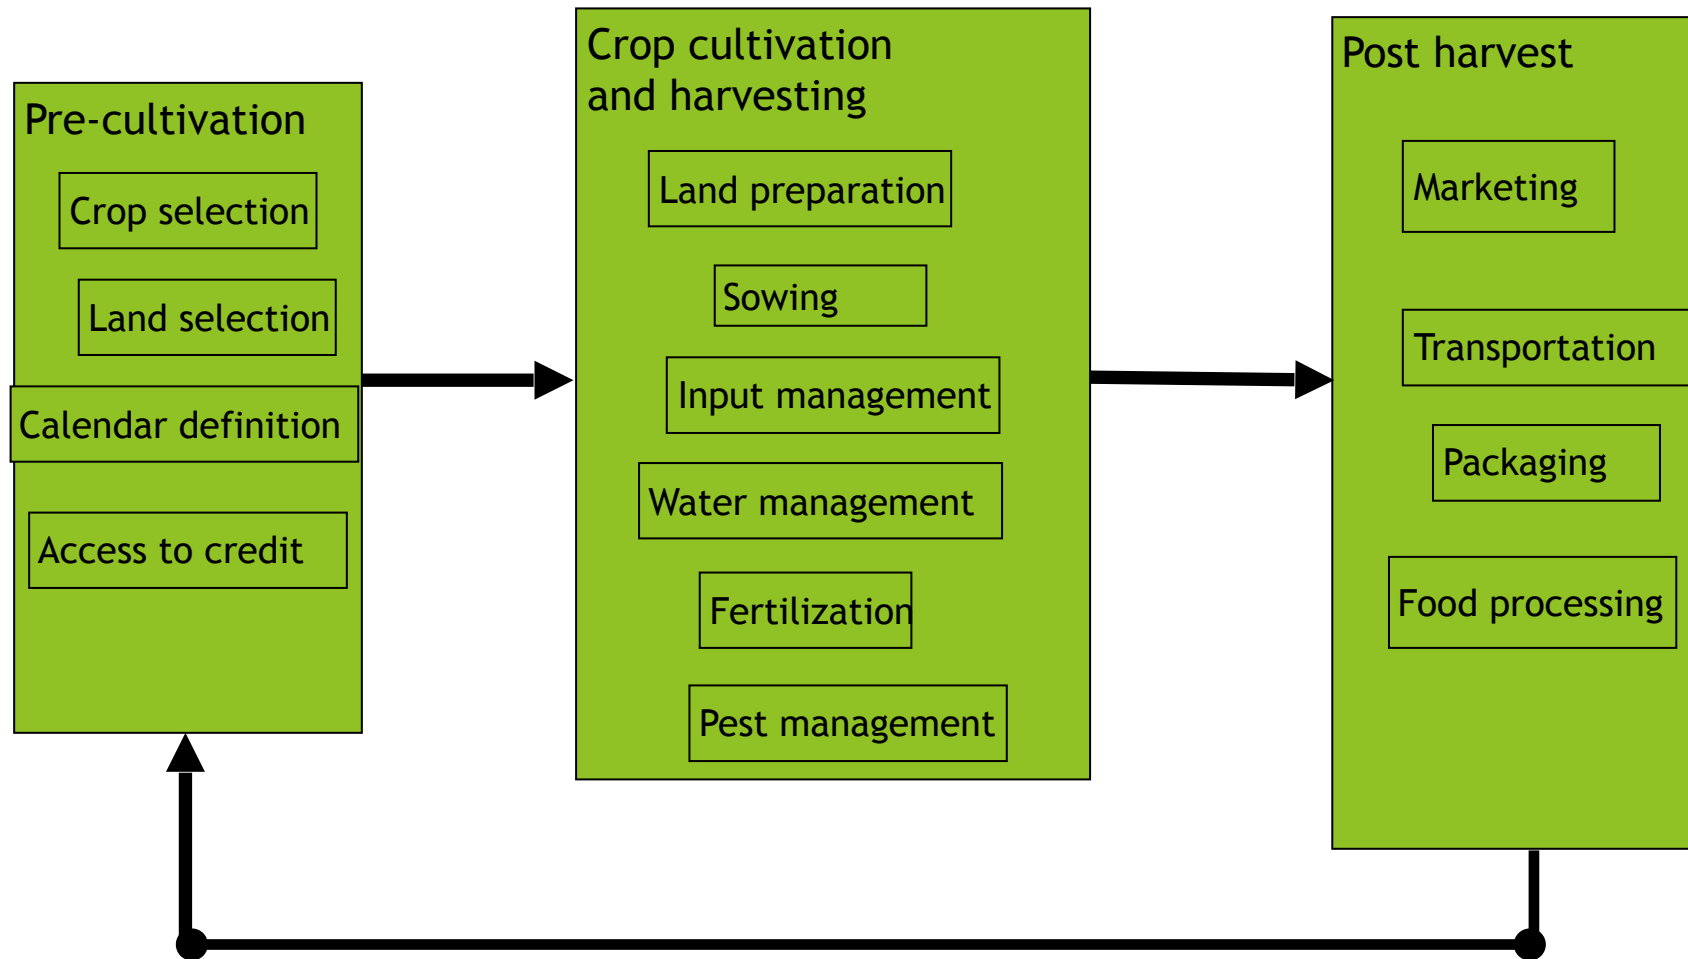 Pre-cultivation
Crop selection
Land selection
Calendar definition
Access to credit
Crop cultivation
and harvesting
Land preparation
Sowing
Input management
Water management
Fertilization
Pest management
Post harvest
Marketing
Transportation
Packaging
Food processing